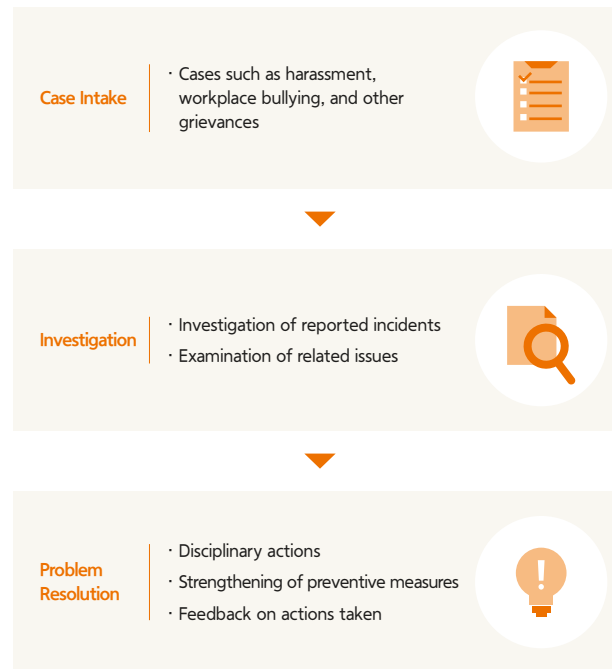 Case Intake
· Cases such as harassment,
workplace bullying, and other
grievances
Investigation
· Investigation of reported incidents
· Examination of related issues
Problem
Resolution
· Disciplinary actions
· Strengthening of preventive measures
· Feedback on actions taken